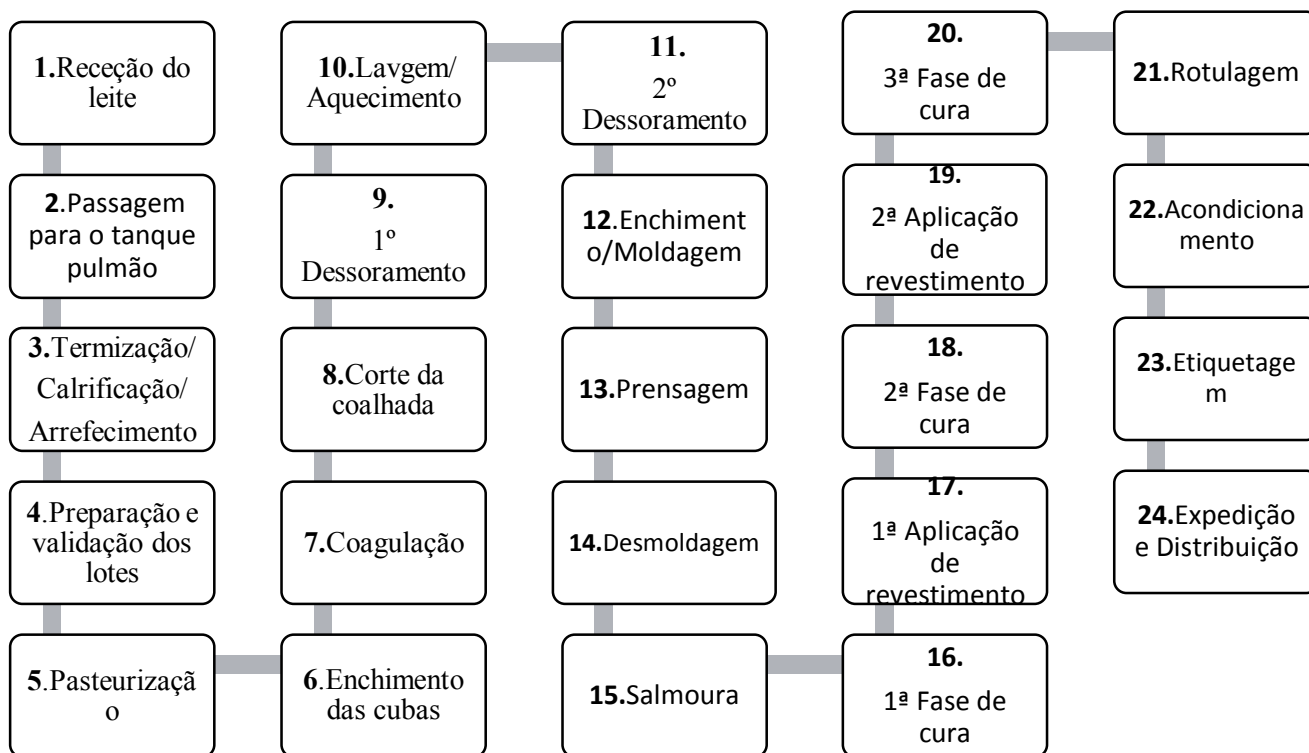 1.Receção do
leite
2.Passagem
para o tanque
pulmão
3.Termização/
Calrificação/
Arrefecimento
4.Preparação e
validação dos
lotes
5.Pasteurizaçã
o
6.Enchimento
das cubas
7.Coagulação
8.Corte da
coalhada
9.
1º
Dessoramento
10.Lavgem/
Aquecimento
11.
2º
Dessoramento
12.Enchiment
o/Moldagem
13.Prensagem
14.Desmoldagem
15.Salmoura
16.
1ª Fase de
cura
17.
1ª Aplicação
de
revestimento
18.
2ª Fase de
cura
19.
2ª Aplicação
de
revestimento
20.
3ª Fase de
cura
21.Rotulagem
22.Acondiciona
mento
23.Etiquetage
m
24.Expedição
e Distribuição